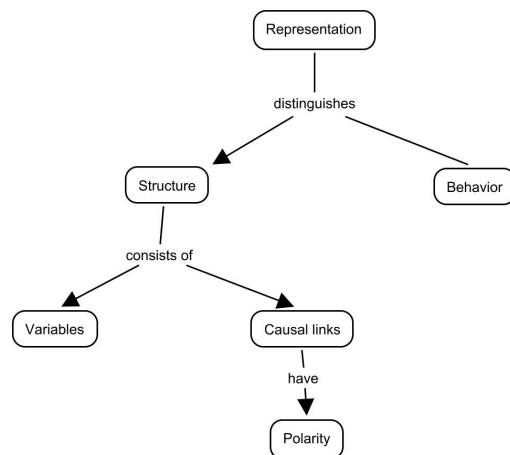 Representation
distinguishes
Structure
Behavior
consists of
Variables
Causal links
have
Polarity